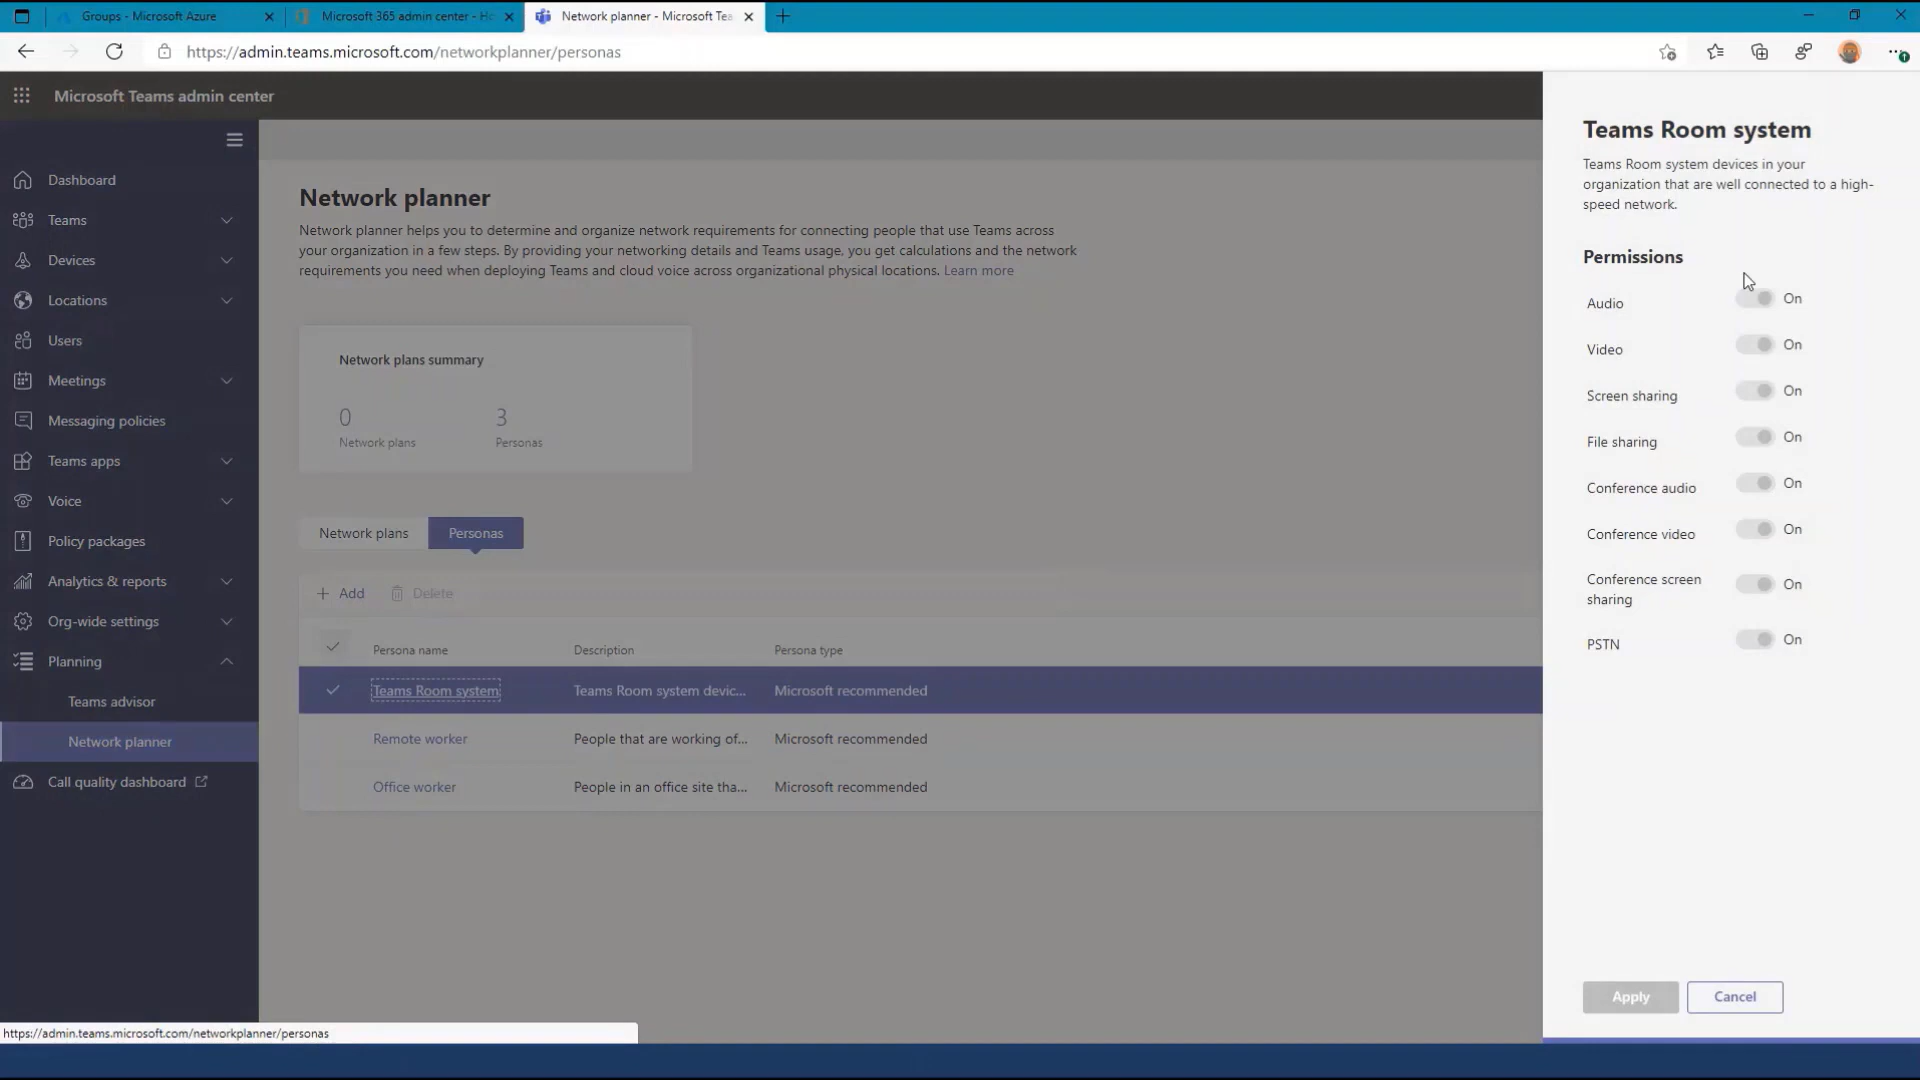 Groups - Microsoft Azure
Microsoft 365 admin center - Ho
Network planner - Microsoft Tea
https://admin.teams.microsoft.com/networkplanner/personas
Microsoft Teams admin center
Dashboard
Teams
Devices
Locations
Users
Meetings
Messaging policies
Teams apps
Voice
Policy packages
Analytics & reports
Org-wide settings
Planning
Teams advisor
Network planner
Call quality dashboard
Network planner
Network planner helps you to determine and organize network requirements for connecting people that use Teams across
your organization in a few steps. By providing your networking details and Teams usage, you get calculations and the network
requirements you need when deploying Teams and cloud voice across organizational physical locations. Learn more
Network plans summary
0 3
Network plans Personas
Network plans Personas
+ Add Delete
Persona name Description Persona type
Teams Room system Teams Room system devic... Microsoft recommended
Remote worker People that are working of... Microsoft recommended
Office worker People in an office site tha... Microsoft recommended
Teams Room system
Teams Room system devices in your
organization that are well connected to a high-
speed network.
Permissions
Audio On
Video On
Screen sharing On
File sharing On
Conference audio On
Conference video On
Conference screen
sharing On
PSTN On
Apply Cancel
https://admin.teams.microsoft.com/networkplanner/personas